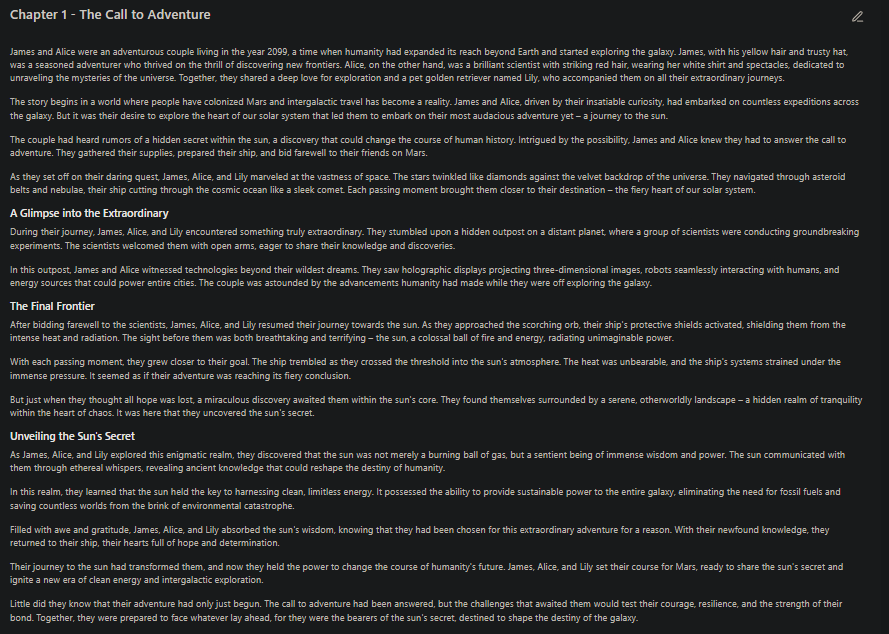 Chapter 1 - The Call to Adventure
James and Alice were an adventurous couple living in the year 2099, a time when humanity had expanded its reach beyond Earth and started exploring the galaxy. James, with his yellow hair and trusty hat,
was a seasoned adventurer who thrived on the thrill of discovering new frontiers. Alice, on the other hand, was a brilliant scientist with striking red hair, wearing her white shirt and spectacles, dedicated to
unraveling the mysteries of the universe. Together, they shared a deep love for exploration and a pet golden retriever named Lily, who accompanied them on all their extraordinary journeys.
The story begins in a world where people have colonized Mars and intergalactic travel has become a reality. James and Alice, driven by their insatiable curiosity, had embarked on countless expeditions across
the galaxy. But it was their desire to explore the heart of our solar system that led them to embark on their most audacious adventure yet – a journey to the sun.
The couple had heard rumors of a hidden secret within the sun, a discovery that could change the course of human history. Intrigued by the possibility, James and Alice knew they had to answer the call to
adventure. They gathered their supplies, prepared their ship, and bid farewell to their friends on Mars.
As they set off on their daring quest, James, Alice, and Lily marveled at the vastness of space. The stars twinkled like diamonds against the velvet backdrop of the universe. They navigated through asteroid
belts and nebulae, their ship cutting through the cosmic ocean like a sleek comet. Each passing moment brought them closer to their destination – the fiery heart of our solar system.
A Glimpse into the Extraordinary
During their journey, James, Alice, and Lily encountered something truly extraordinary. They stumbled upon a hidden outpost on a distant planet, where a group of scientists were conducting groundbreaking
experiments. The scientists welcomed them with open arms, eager to share their knowledge and discoveries.
In this outpost, James and Alice witnessed technologies beyond their wildest dreams. They saw holographic displays projecting three-dimensional images, robots seamlessly interacting with humans, and
energy sources that could power entire cities. The couple was astounded by the advancements humanity had made while they were off exploring the galaxy.
The Final Frontier
After bidding farewell to the scientists, James, Alice, and Lily resumed their journey towards the sun. As they approached the scorching orb, their ship's protective shields activated, shielding them from the
intense heat and radiation. The sight before them was both breathtaking and terrifying – the sun, a colossal ball of fire and energy, radiating unimaginable power.
With each passing moment, they grew closer to their goal. The ship trembled as they crossed the threshold into the sun's atmosphere. The heat was unbearable, and the ship's systems strained under the
immense pressure. It seemed as if their adventure was reaching its fiery conclusion.
But just when they thought all hope was lost, a miraculous discovery awaited them within the sun's core. They found themselves surrounded by a serene, otherworldly landscape – a hidden realm of tranquility
within the heart of chaos. It was here that they uncovered the sun's secret.
Unveiling the Sun's Secret
As James, Alice, and Lily explored this enigmatic realm, they discovered that the sun was not merely a burning ball of gas, but a sentient being of immense wisdom and power. The sun communicated with
them through ethereal whispers, revealing ancient knowledge that could reshape the destiny of humanity.
In this realm, they learned that the sun held the key to harnessing clean, limitless energy. It possessed the ability to provide sustainable power to the entire galaxy, eliminating the need for fossil fuels and
saving countless worlds from the brink of environmental catastrophe.
Filled with awe and gratitude, James, Alice, and Lily absorbed the sun's wisdom, knowing that they had been chosen for this extraordinary adventure for a reason. With their newfound knowledge, they
returned to their ship, their hearts full of hope and determination.
Their journey to the sun had transformed them, and now they held the power to change the course of humanity's future. James, Alice, and Lily set their course for Mars, ready to share the sun's secret and
ignite a new era of clean energy and intergalactic exploration.
Little did they know that their adventure had only just begun. The call to adventure had been answered, but the challenges that awaited them would test their courage, resilience, and the strength of their
bond. Together, they were prepared to face whatever lay ahead, for they were the bearers of the sun's secret, destined to shape the destiny of the galaxy.